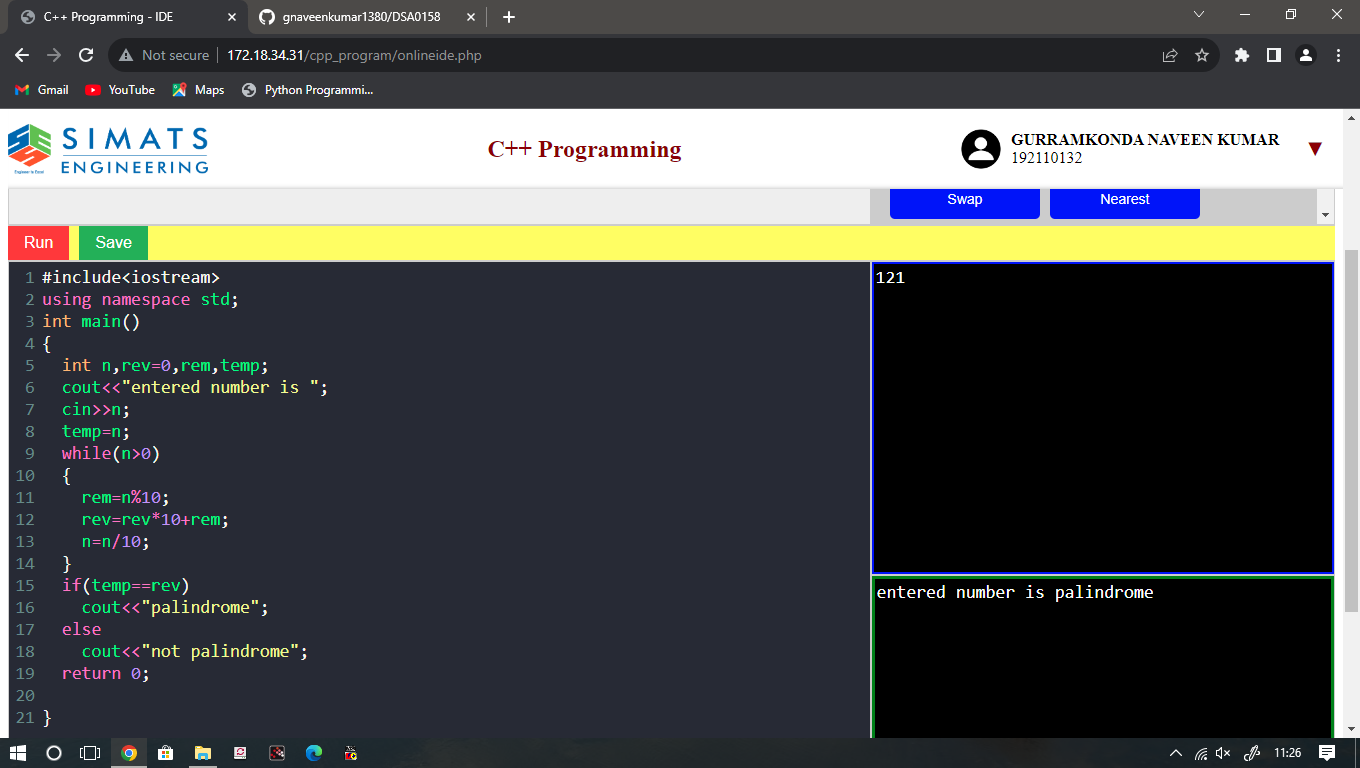 C++ Programming - IDE
gnaveenkumar1380/DSA0158
Not secure
172.18.34.31/cpp_program/onlineide.php
Gmail
YouTube
Maps
Python Programmi...
SIMATS
ENGINEERING
C++ Programming
GURRAMKONDA NAVEEN KUMAR
192110132
Swap
Nearest
Run
Save
1 #include<iostream>
2 using namespace std;
3 int main()
4 {
5 int n,rev=0,rem,temp;
6 cout<<"entered number is ";
7 cin>>n;
8 temp=n;
9 while(n>0)
10 {
11 rem=n%10;
12 rev=rev*10+rem;
13 n=n/10;
14 }
15 if(temp==rev)
16 cout<<"palindrome";
17 else
18 cout<<"not palindrome";
19 return 0;
20
21 }
121
entered number is palindrome
11:26